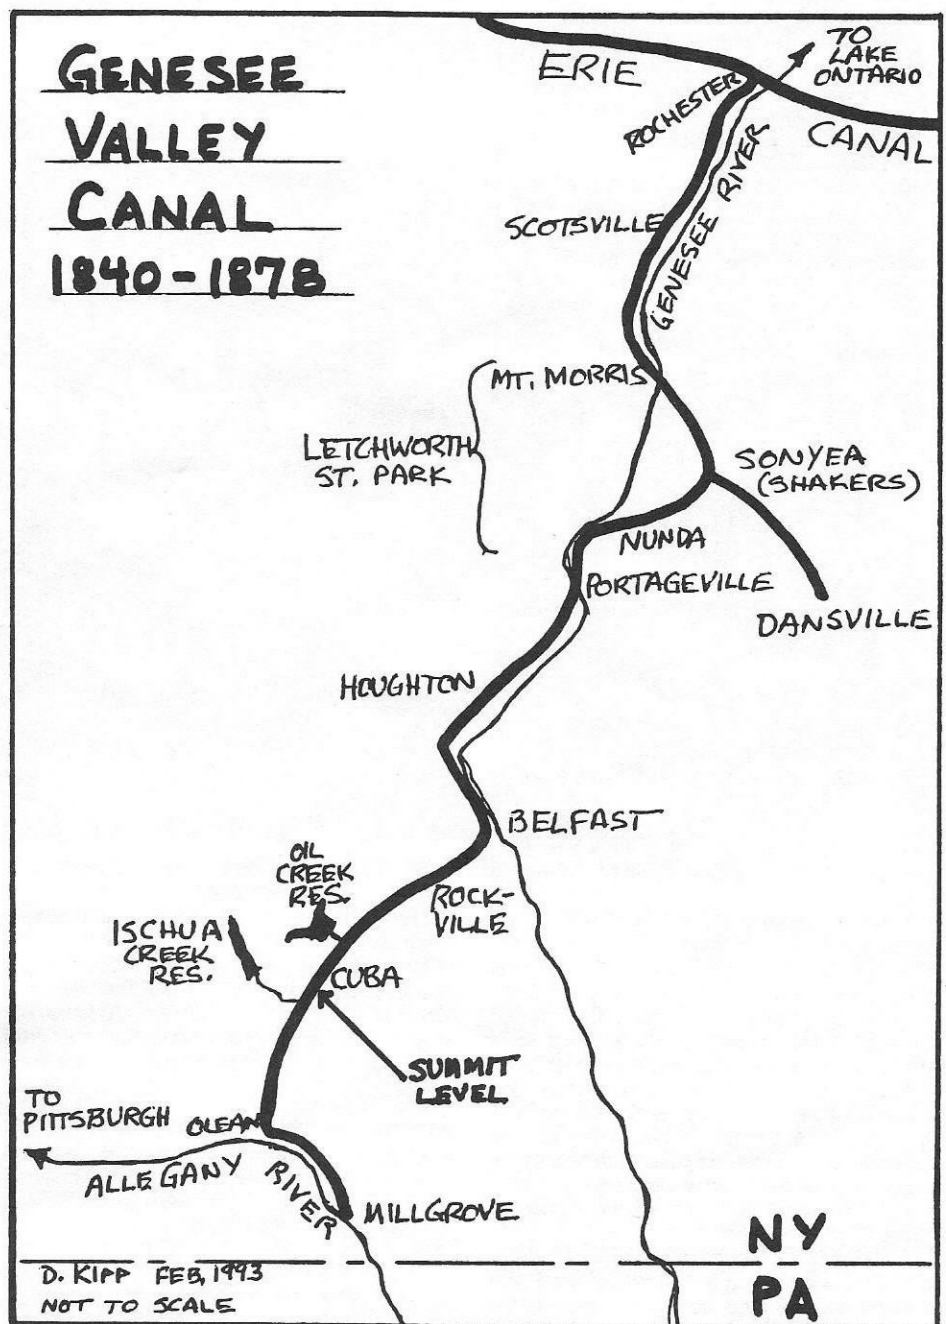 GENESEE
VALLEY
CANAL
1840-1878
ERIE
CANAL
TO
LAKE
ONTARIO
ROCHESTER
GENESEE RIVER
SCOTSVILLE
MT. MORRIS
LETCHWORTH
ST. PARK
SONYEA
(SHAKERS)
NUNDA
PORTAGEVILLE
DANSVILLE
HOUGHTON
BELFAST
OIL
CREEK
RES.
ROCK-
VILLE
ISCHUA
CREEK
RES.
CUBA
SUMMIT
LEVEL
TO
PITTSBURGH
OLEAN
ALLEGANY RIVER
MILLGROVE
NY
PA
D. KIPP FEB, 1993
NOT TO SCALE